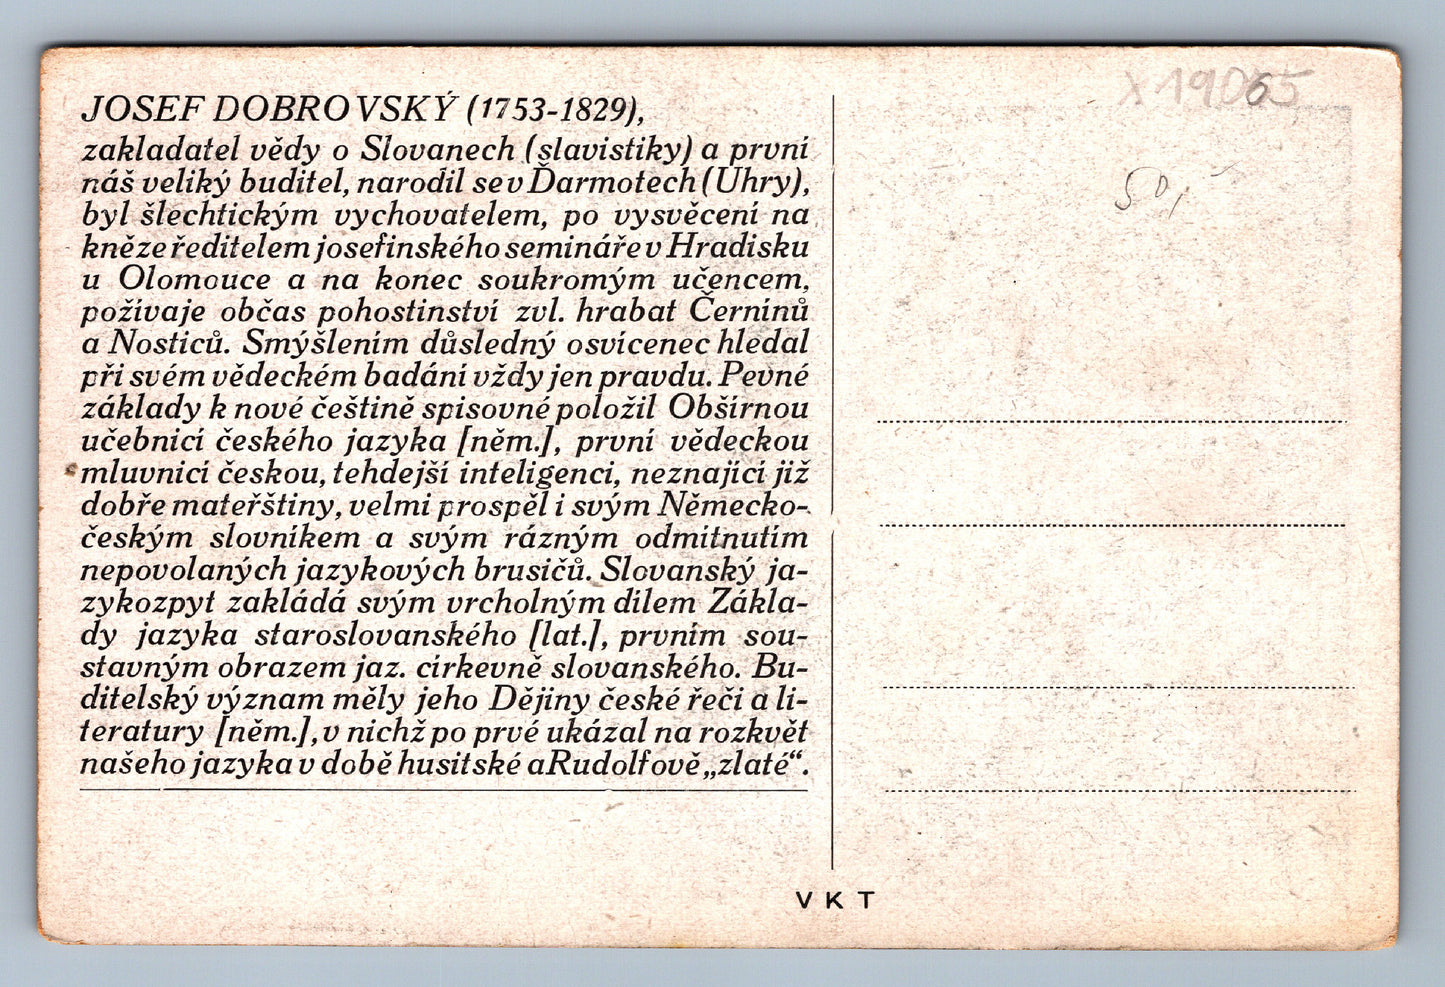 JOSEF DOBROVSKÝ (1753-1829),
zakladatel vědy o Slovanech (slavistiky) a první
náš veliký buditel, narodil se v Ďarmotech (Uhry),
byl šlechtickým vychovatelem, po vysvěcení na
kněze ředitelem josefinského semináře v Hradisku
u Olomouce a na konec soukromým učencem,
požívaje občas pohostinství zvl. hrabat Černínů
a Nosticů. Smýšlením důsledný osvícenec hledal
při svém vědeckém badání vždy jen pravdu. Pevné
základy k nové češtině spisovné položil Obšírnou
učebnicí českého jazyka [něm.], první vědeckou
mluvnicí českou, tehdejší inteligenci, neznající již
dobře mateřštiny, velmi prospěl i svým Německo-
českým slovníkem a svým rázným odmítnutím
nepovolaných jazykových brusičů. Slovanský ja-
zykozpyt zakládá svým vrcholným dílem Zákla-
dy jazyka staroslovanského [lat.], prvním sou-
stavným obrazem jaz. církevně slovanského. Bu-
ditelský význam měly jeho Dějiny české řeči a li-
teratury [něm.], v nichž po prvé ukázal na rozkvět
našeho jazyka v době husitské a Rudolfově „zlaté“.
VKT
X19065
50,-